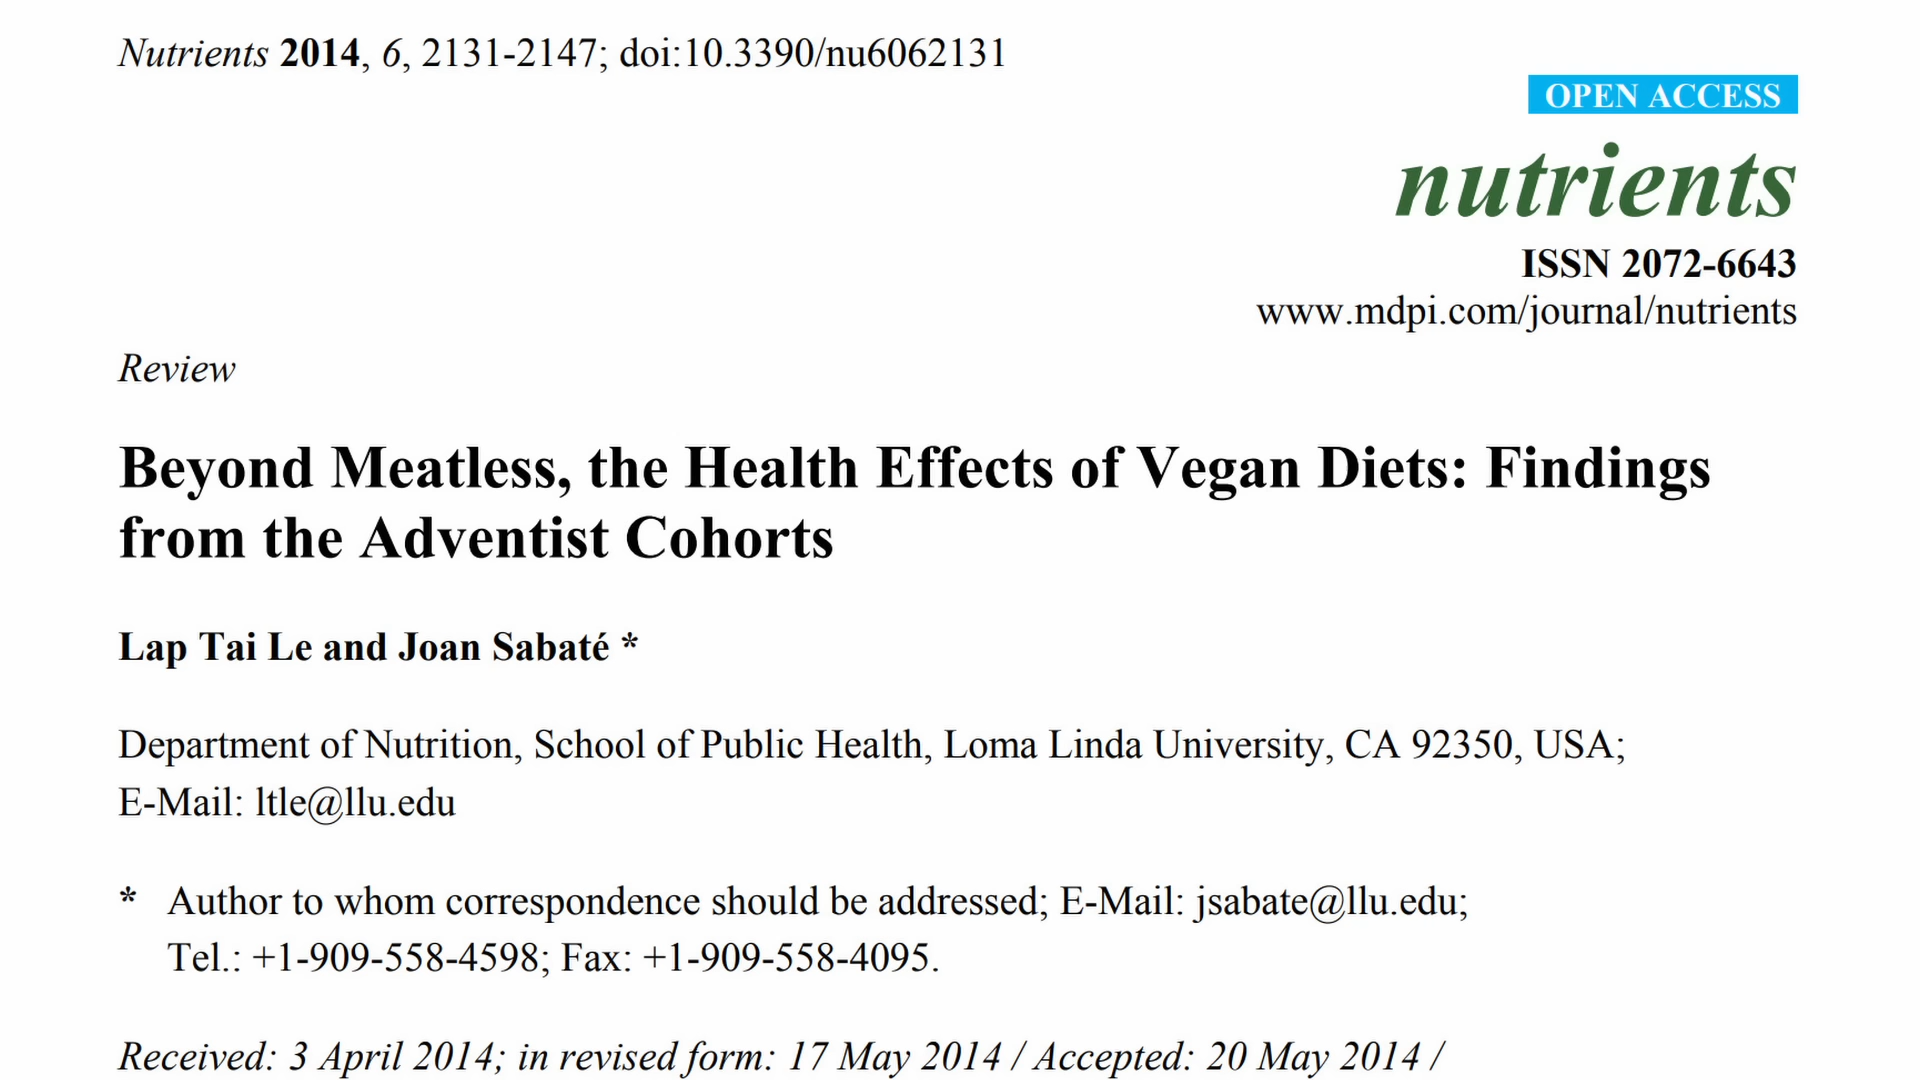 Nutrients 2014, 6, 2131-2147; doi:10.3390/nu6062131
OPEN ACCESS
nutrients
ISSN 2072-6643
www.mdpi.com/journal/nutrients
Review
Beyond Meatless, the Health Effects of Vegan Diets: Findings
from the Adventist Cohorts
Lap Tai Le and Joan Sabaté *
Department of Nutrition, School of Public Health, Loma Linda University, CA 92350, USA;
E-Mail: ltle@llu.edu
* Author to whom correspondence should be addressed; E-Mail: jsabate@llu.edu;
Tel.: +1-909-558-4598; Fax: +1-909-558-4095.
Received: 3 April 2014; in revised form: 17 May 2014 / Accepted: 20 May 2014 /